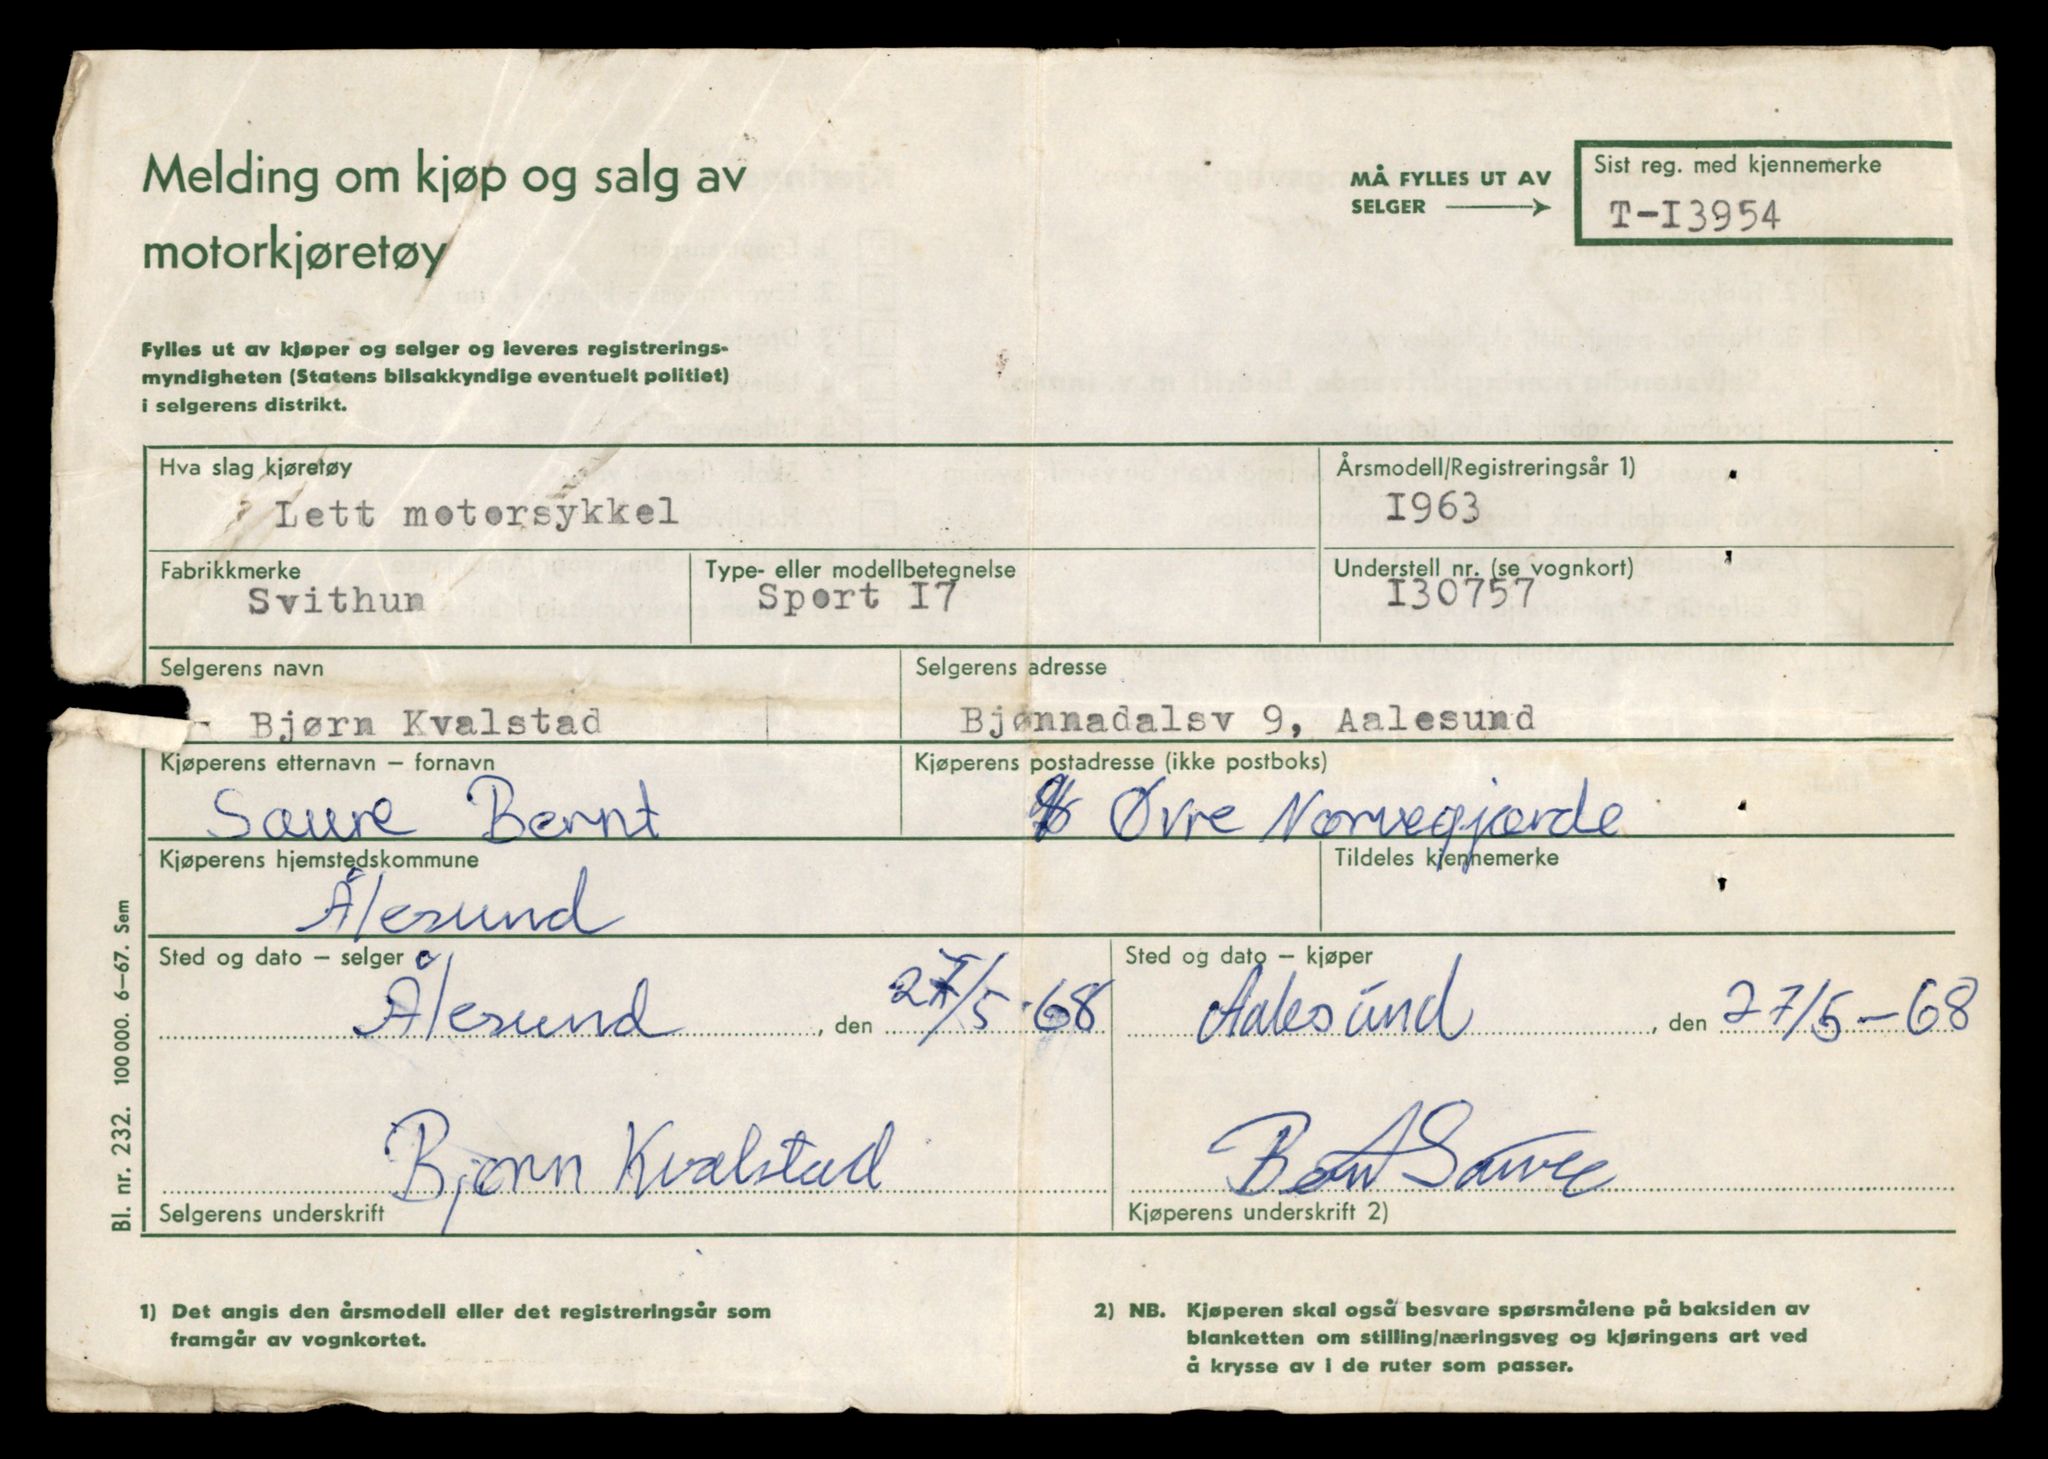 Melding om kjøp og salg av
motorkjøretøy
MÅ FYLLES UT AV
SELGER
Sist reg. med kjennemerke
T-I3954
Fylles ut av kjøper og selger og leveres registrerings-
myndigheten (Statens bilsakkyndige eventuelt politiet)
i selgerens distrikt.
Hva slag kjøretøy
Lett motorsykkel
Årsmodell/Registreringsår 1)
I963
Fabrikkmerke
Svithun
Type- eller modellbetegnelse
Sport I7
Understell nr. (se vognkort)
I30757
Selgerens navn
Bjørn Kvalstad
Selgerens adresse
Bjønnadalsv 9, Aalesund
Kjøperens etternavn – fornavn
Saure Bernt
Kjøperens postadresse (ikke postboks)
Øvre Nørvegjærde
Kjøperens hjemstedskommune
Ålesund
Tildeles kjennemerke
Sted og dato – selger
Ålesund, den 27/5-68
Sted og dato – kjøper
Aalesund, den 27/5-68
Bjørn Kvalstad
Selgerens underskrift
Bernt Saure
Kjøperens underskrift 2)
Bl. nr. 232. 100 000. 6–67. Sem
1) Det angis den årsmodell eller det registreringsår som
framgår av vognkortet.
2) NB. Kjøperen skal også besvare spørsmålene på baksiden av
blanketten om stilling/næringsveg og kjøringens art ved
å krysse av i de ruter som passer.